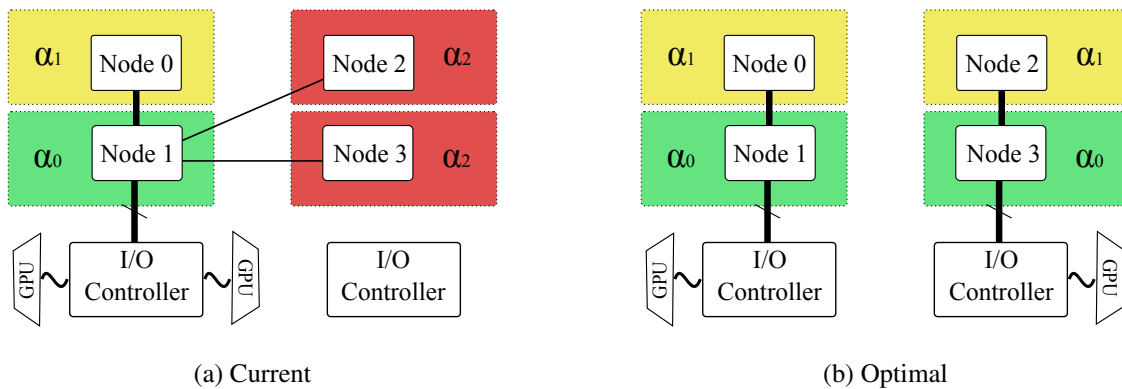 α1 Node 0 Node 2 α2
α0 Node 1 Node 3 α2
GPU I/O Controller GPU I/O Controller
(a) Current
α1 Node 0 Node 2 α1
α0 Node 1 Node 3 α0
GPU I/O Controller I/O Controller GPU
(b) Optimal